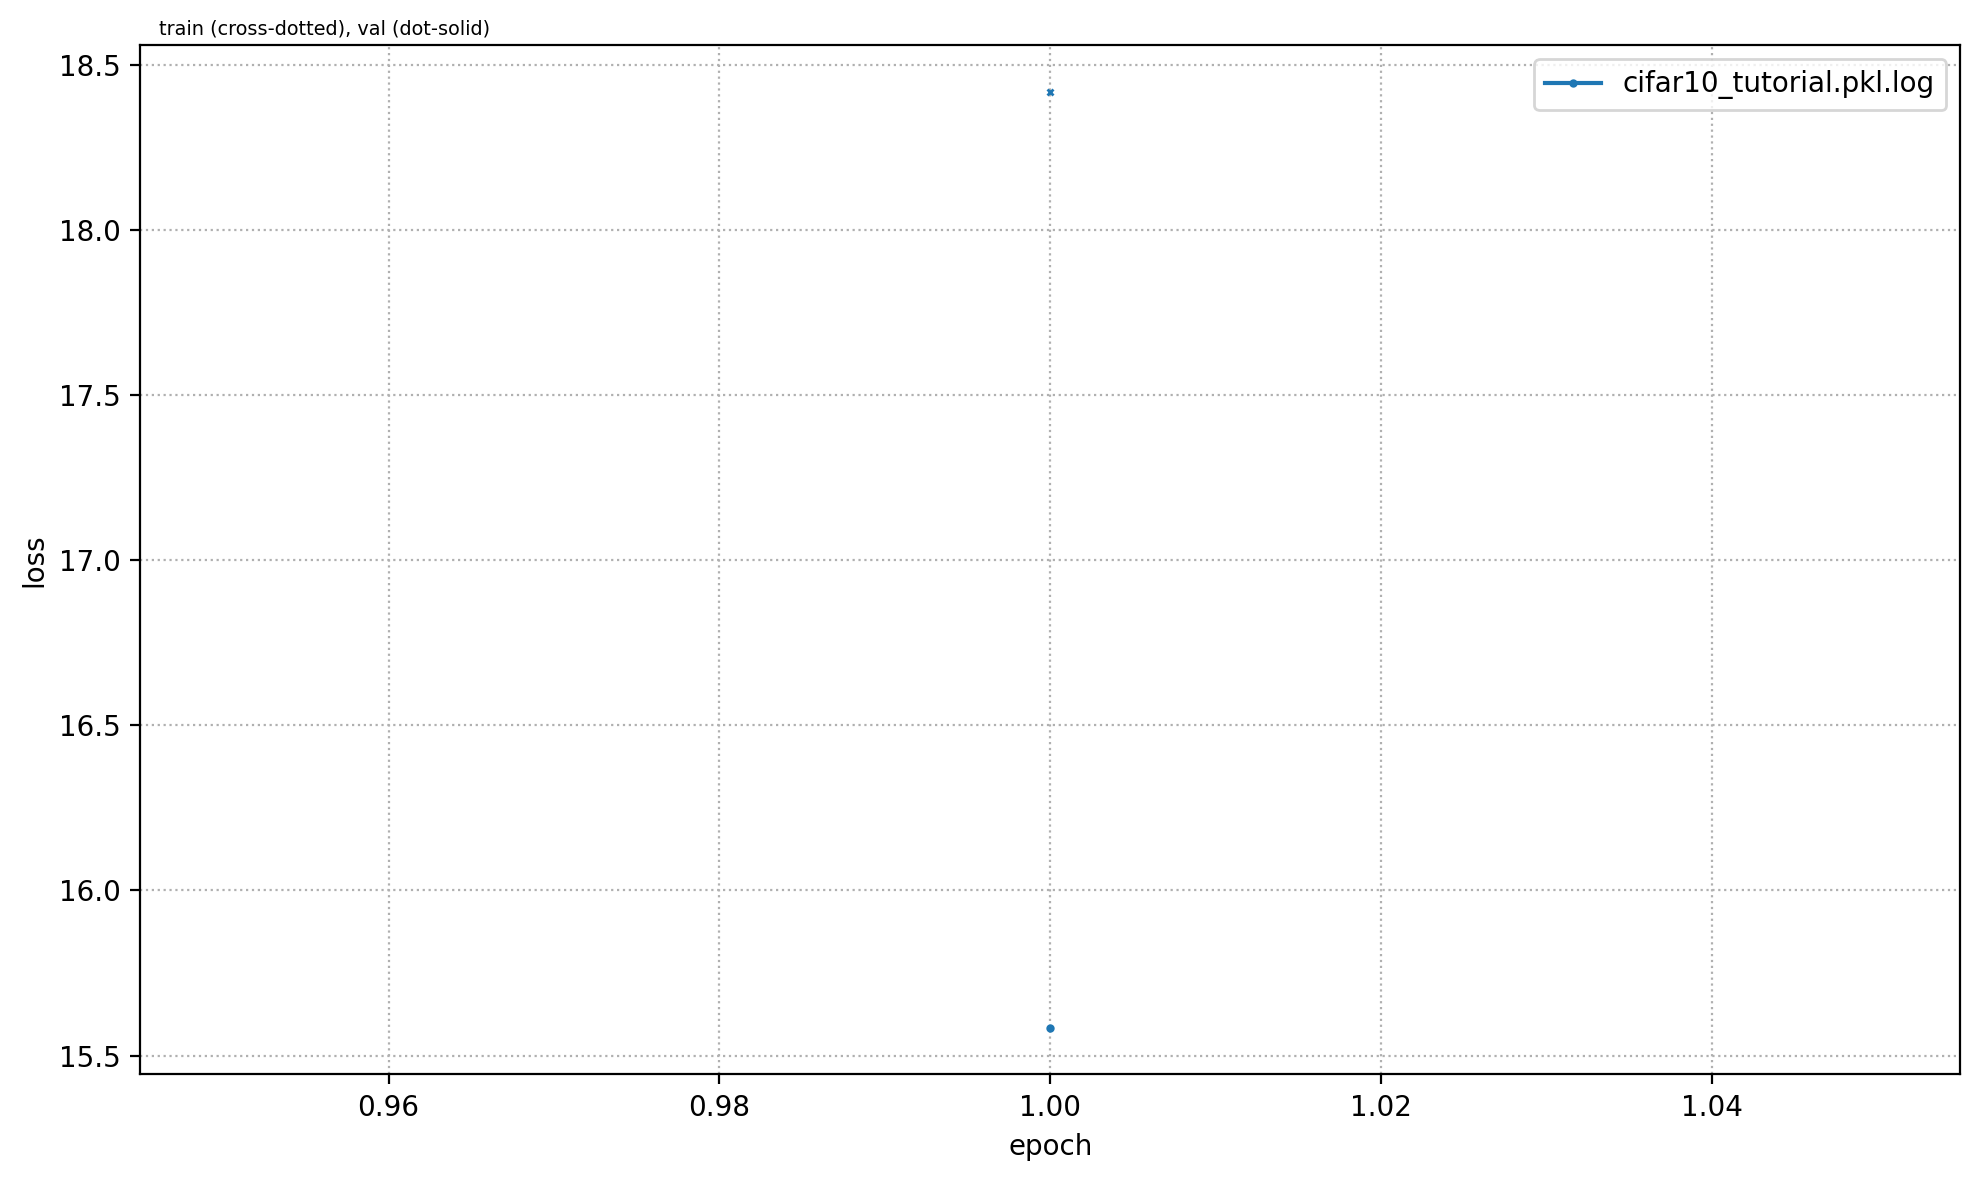 train (cross-dotted), val (dot-solid)
cifar10_tutorial.pkl.log
18.5
18.0
17.5
17.0
16.5
16.0
15.5
loss
0.96 0.98 1.00 1.02 1.04
epoch